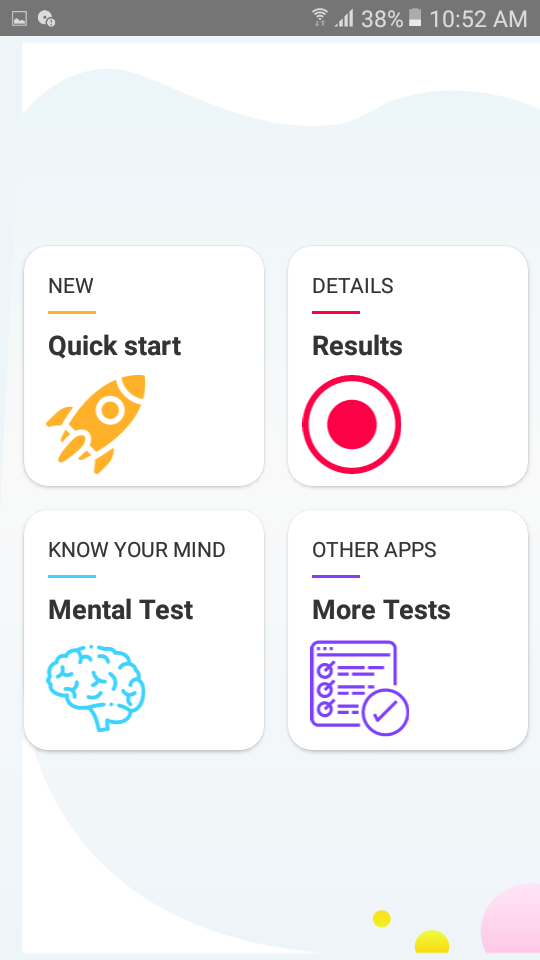 38% 10:52 AM
NEW
Quick start
DETAILS
Results
KNOW YOUR MIND
Mental Test
OTHER APPS
More Tests